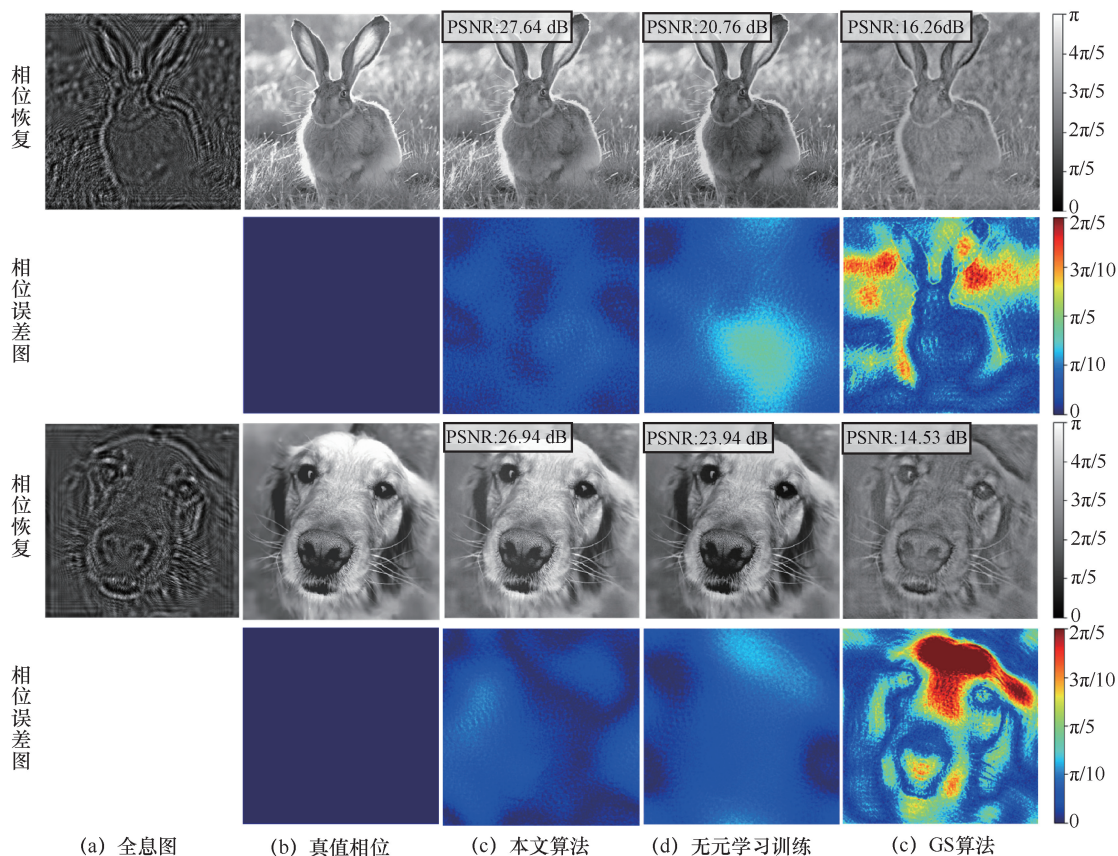 相位恢复
PSNR:27.64 dB
PSNR:20.76 dB
PSNR:16.26dB
π
4π/5
3π/5
2π/5
π/5
0
相位误差图
2π/5
3π/10
π/5
π/10
0
相位恢复
PSNR:26.94 dB
PSNR:23.94 dB
PSNR:14.53 dB
π
4π/5
3π/5
2π/5
π/5
0
相位误差图
2π/5
3π/10
π/5
π/10
0
(a) 全息图
(b) 真值相位
(c) 本文算法
(d) 无元学习训练
(c) GS算法